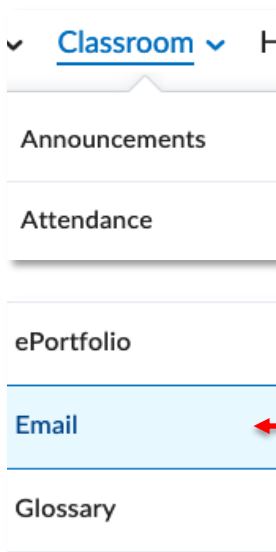 Classroom H
Announcements
Attendance
ePortfolio
Email
Glossary